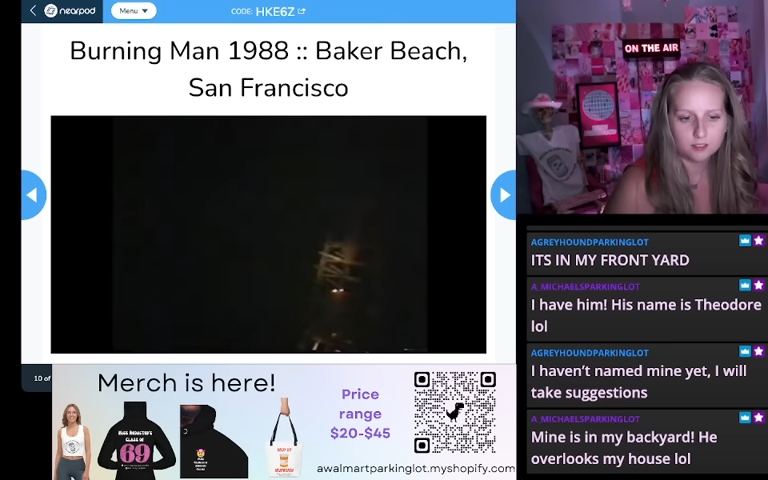 nearpod
Menu
CODE: HKE6Z
Burning Man 1988 :: Baker Beach,
San Francisco
ON THE AIR
AGREYHOUNDPARKINGLOT
ITS IN MY FRONT YARD
A_MICHAELSPARKINGLOT
I have him! His name is Theodore
lol
AGREYHOUNDPARKINGLOT
I haven't named mine yet, I will
take suggestions
A_MICHAELSPARKINGLOT
Mine is in my backyard! He
overlooks my house lol
10 of
Merch is here!
Price
range
$20-$45
CLASS OF
69
awalmartparkinglot.myshopify.com